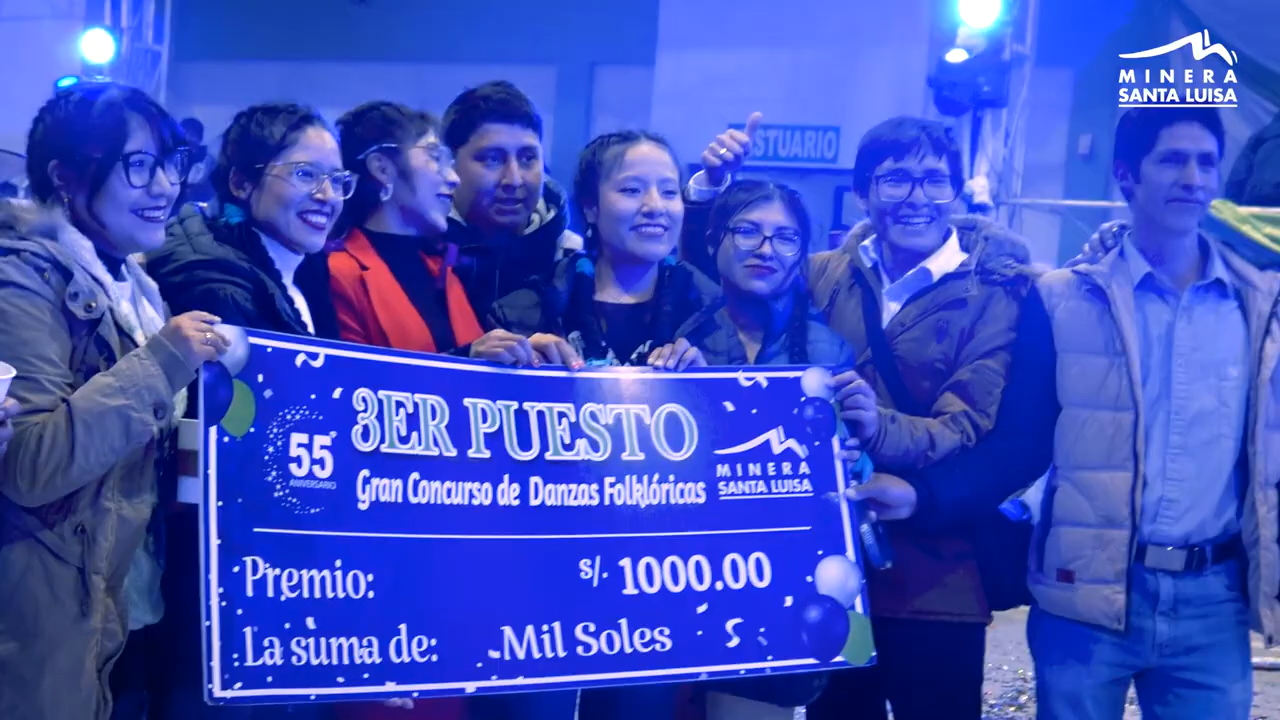 MINERA
SANTA LUISA
ESTUARIO
55
ANIVERSARIO
3ER PUESTO
Gran Concurso de Danzas Folklóricas
MINERA
SANTA LUISA
Premio: s/. 1000.00
La suma de: Mil Soles